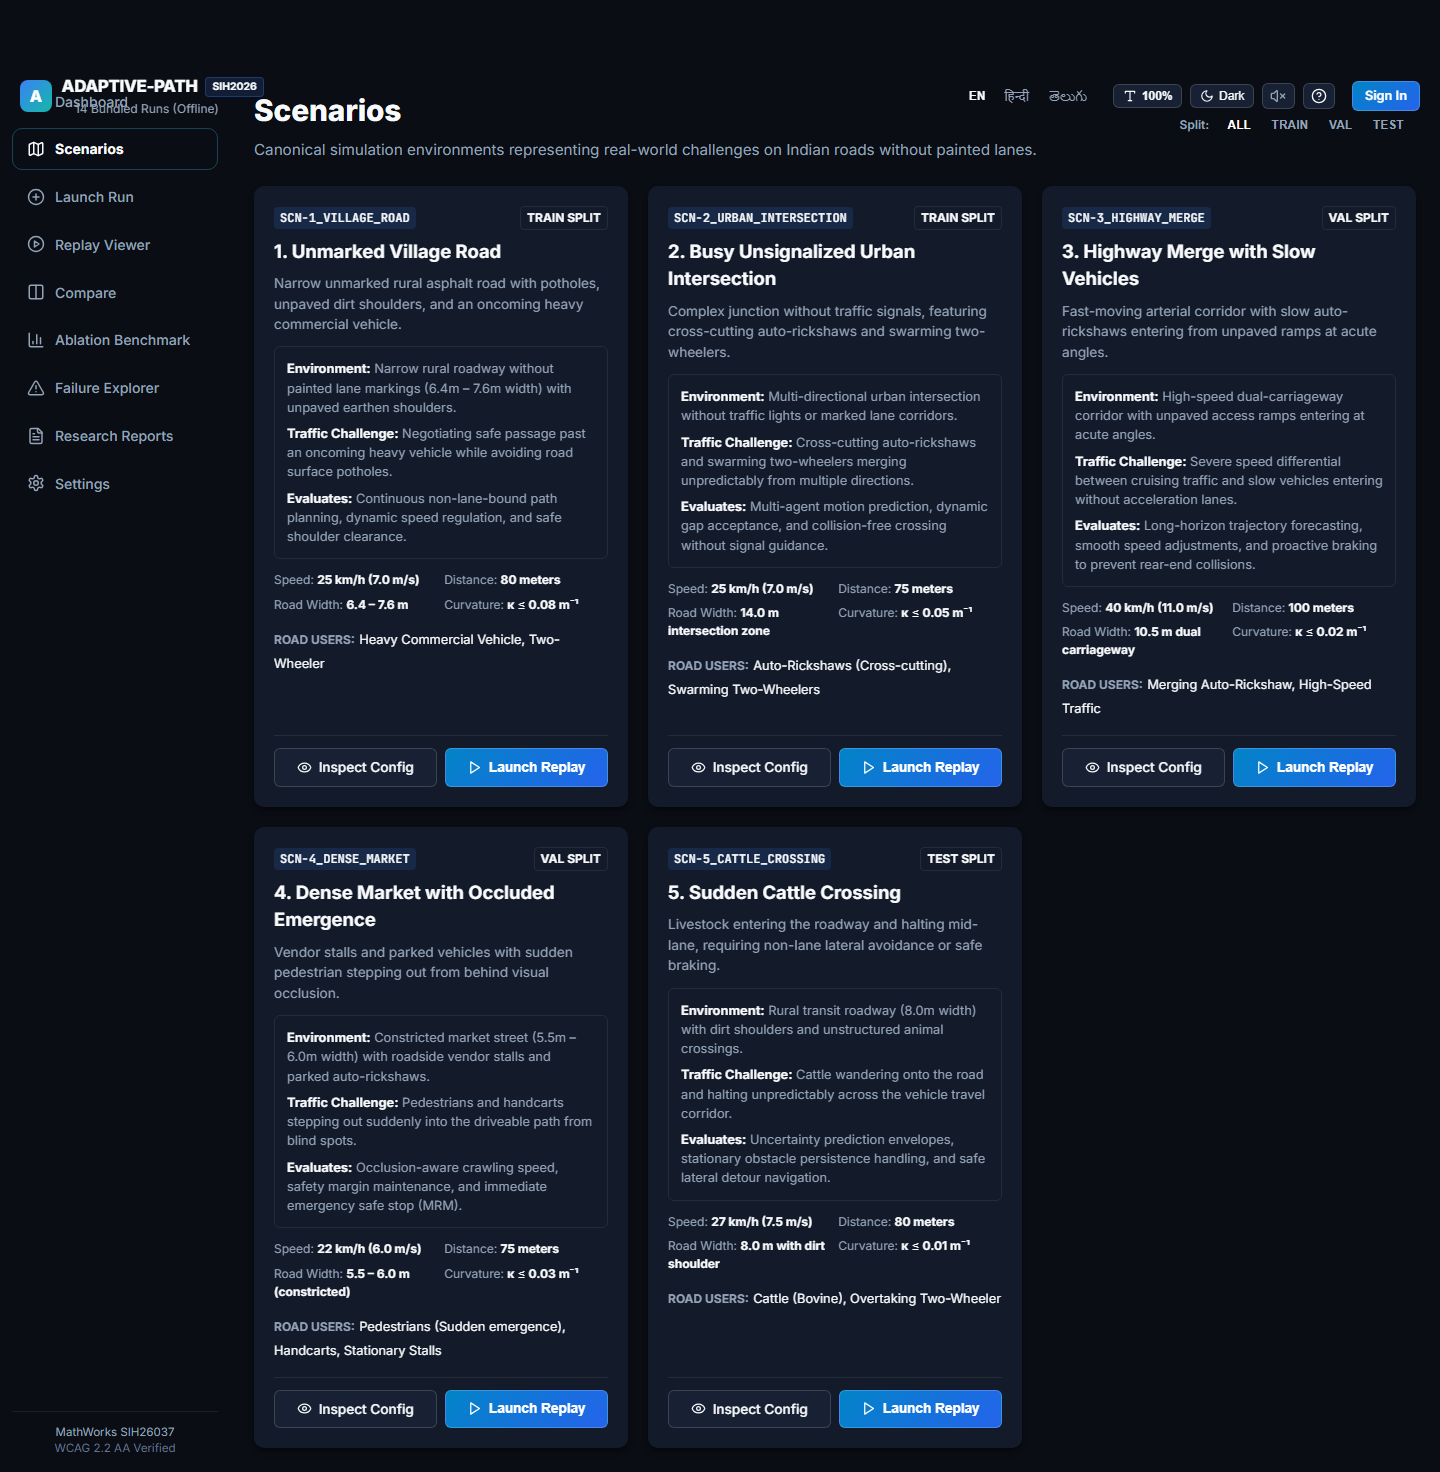 A
ADAPTIVE-PATH SIH2026
Dashboard
14 Bundled Runs (Offline)
EN हिन्दी తెలుగు 100% Dark Sign In
Split: ALL TRAIN VAL TEST
Scenarios
Launch Run
Replay Viewer
Compare
Ablation Benchmark
Failure Explorer
Research Reports
Settings
MathWorks SIH26037
WCAG 2.2 AA Verified
Scenarios
Canonical simulation environments representing real-world challenges on Indian roads without painted lanes.
SCN-1_VILLAGE_ROAD TRAIN SPLIT
1. Unmarked Village Road
Narrow unmarked rural asphalt road with potholes,
unpaved dirt shoulders, and an oncoming heavy
commercial vehicle.
Environment: Narrow rural roadway without
painted lane markings (6.4m – 7.6m width) with
unpaved earthen shoulders.
Traffic Challenge: Negotiating safe passage past
an oncoming heavy vehicle while avoiding road
surface potholes.
Evaluates: Continuous non-lane-bound path
planning, dynamic speed regulation, and safe
shoulder clearance.
Speed: 25 km/h (7.0 m/s) Distance: 80 meters
Road Width: 6.4 – 7.6 m Curvature: κ ≤ 0.08 m⁻¹
ROAD USERS: Heavy Commercial Vehicle, Two-
Wheeler
Inspect Config Launch Replay
SCN-2_URBAN_INTERSECTION TRAIN SPLIT
2. Busy Unsignalized Urban
Intersection
Complex junction without traffic signals, featuring
cross-cutting auto-rickshaws and swarming two-
wheelers.
Environment: Multi-directional urban intersection
without traffic lights or marked lane corridors.
Traffic Challenge: Cross-cutting auto-rickshaws
and swarming two-wheelers merging
unpredictably from multiple directions.
Evaluates: Multi-agent motion prediction, dynamic
gap acceptance, and collision-free crossing
without signal guidance.
Speed: 25 km/h (7.0 m/s) Distance: 75 meters
Road Width: 14.0 m Curvature: κ ≤ 0.05 m⁻¹
intersection zone
ROAD USERS: Auto-Rickshaws (Cross-cutting),
Swarming Two-Wheelers
Inspect Config Launch Replay
SCN-3_HIGHWAY_MERGE VAL SPLIT
3. Highway Merge with Slow
Vehicles
Fast-moving arterial corridor with slow auto-
rickshaws entering from unpaved ramps at acute
angles.
Environment: High-speed dual-carriageway
corridor with unpaved access ramps entering at
acute angles.
Traffic Challenge: Severe speed differential
between cruising traffic and slow vehicles entering
without acceleration lanes.
Evaluates: Long-horizon trajectory forecasting,
smooth speed adjustments, and proactive braking
to prevent rear-end collisions.
Speed: 40 km/h (11.0 m/s) Distance: 100 meters
Road Width: 10.5 m dual Curvature: κ ≤ 0.02 m⁻¹
carriageway
ROAD USERS: Merging Auto-Rickshaw, High-Speed
Traffic
Inspect Config Launch Replay
SCN-4_DENSE_MARKET VAL SPLIT
4. Dense Market with Occluded
Emergence
Vendor stalls and parked vehicles with sudden
pedestrian stepping out from behind visual
occlusion.
Environment: Constricted market street (5.5m –
6.0m width) with roadside vendor stalls and
parked auto-rickshaws.
Traffic Challenge: Pedestrians and handcarts
stepping out suddenly into the driveable path from
blind spots.
Evaluates: Occlusion-aware crawling speed,
safety margin maintenance, and immediate
emergency safe stop (MRM).
Speed: 22 km/h (6.0 m/s) Distance: 75 meters
Road Width: 5.5 – 6.0 m Curvature: κ ≤ 0.03 m⁻¹
(constricted)
ROAD USERS: Pedestrians (Sudden emergence),
Handcarts, Stationary Stalls
Inspect Config Launch Replay
SCN-5_CATTLE_CROSSING TEST SPLIT
5. Sudden Cattle Crossing
Livestock entering the roadway and halting mid-
lane, requiring non-lane lateral avoidance or safe
braking.
Environment: Rural transit roadway (8.0m width)
with dirt shoulders and unstructured animal
crossings.
Traffic Challenge: Cattle wandering onto the road
and halting unpredictably across the vehicle travel
corridor.
Evaluates: Uncertainty prediction envelopes,
stationary obstacle persistence handling, and safe
lateral detour navigation.
Speed: 27 km/h (7.5 m/s) Distance: 80 meters
Road Width: 8.0 m with dirt Curvature: κ ≤ 0.01 m⁻¹
shoulder
ROAD USERS: Cattle (Bovine), Overtaking Two-Wheeler
Inspect Config Launch Replay